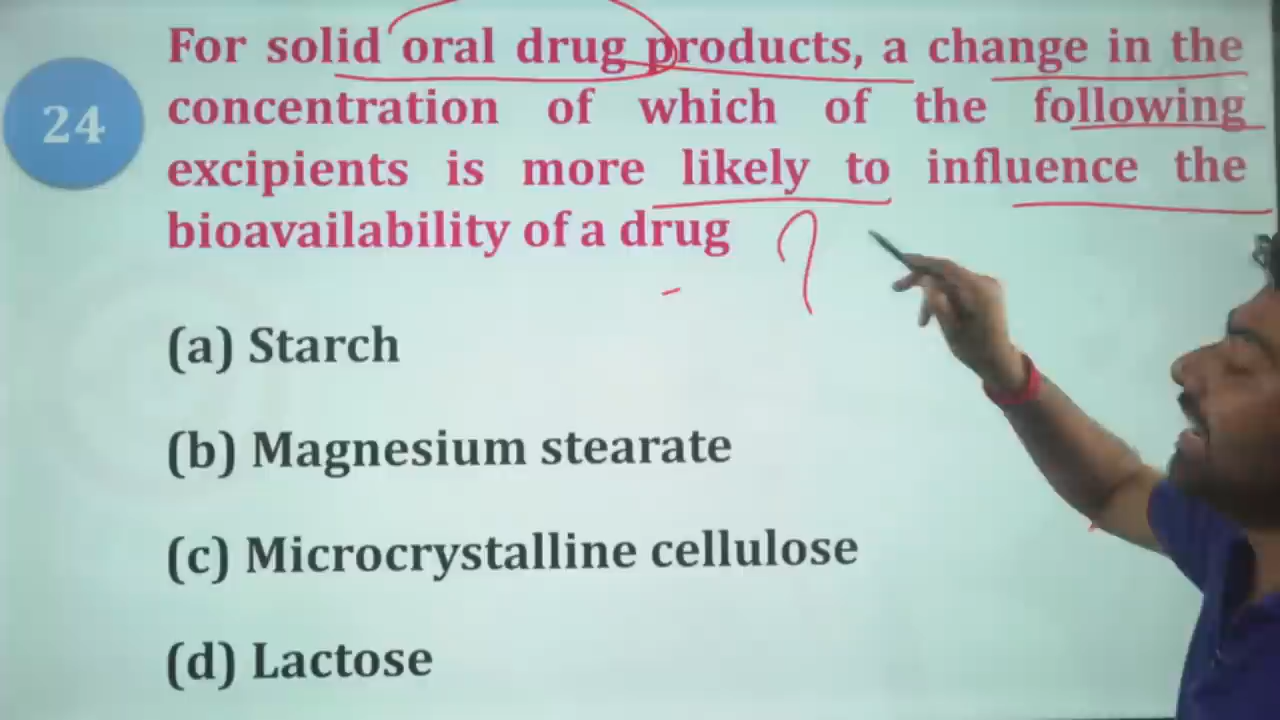 24
For solid oral drug products, a change in the
concentration of which of the following
excipients is more likely to influence the
bioavailability of a drug ?
(a) Starch
(b) Magnesium stearate
(c) Microcrystalline cellulose
(d) Lactose